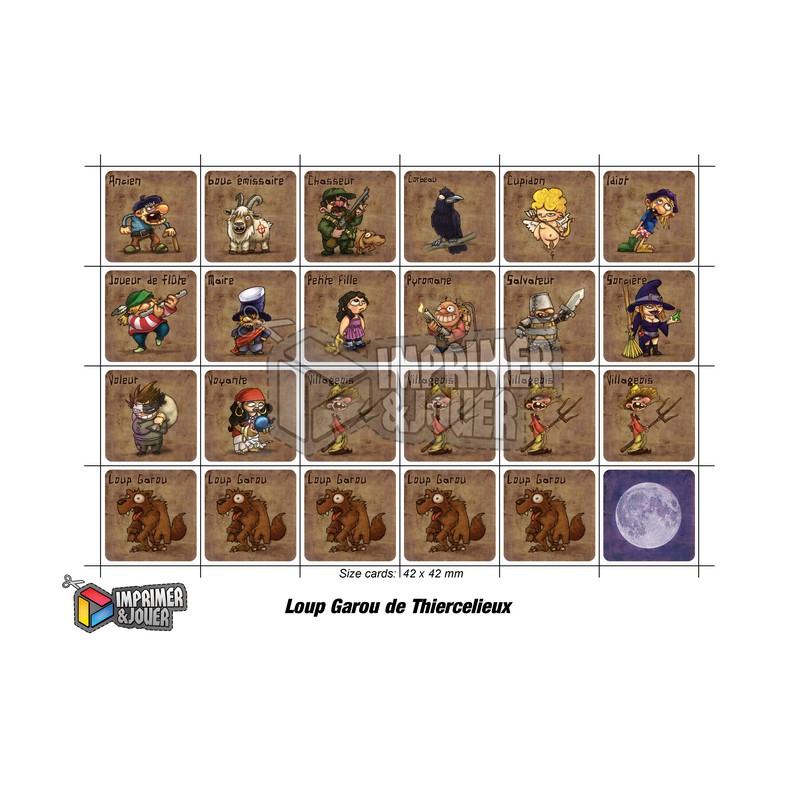 Ancien
bouc émissaire
Chasseur
Corbeau
Cupidon
Idiot
Joueur de flûte
Maire
Petite fille
Pyromane
Salvateur
Sorcière
Voleur
Voyante
Villageois
Villageois
Villageois
Villageois
IMPRIMER
&JOUER
Loup Garou
Loup Garou
Loup Garou
Loup Garou
Loup Garou
Size cards: 42 x 42 mm
IMPRIMER
&JOUER
Loup Garou de Thiercelieux